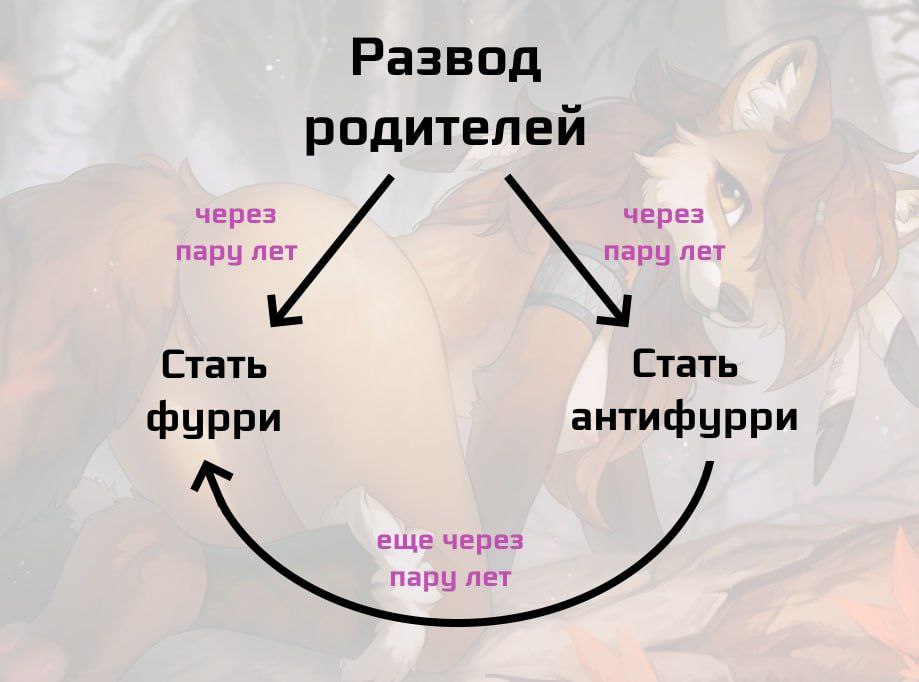 Развод
родителей
через
пару лет
через
пару лет
Стать
фурри
Стать
антифурри
еще через
пару лет